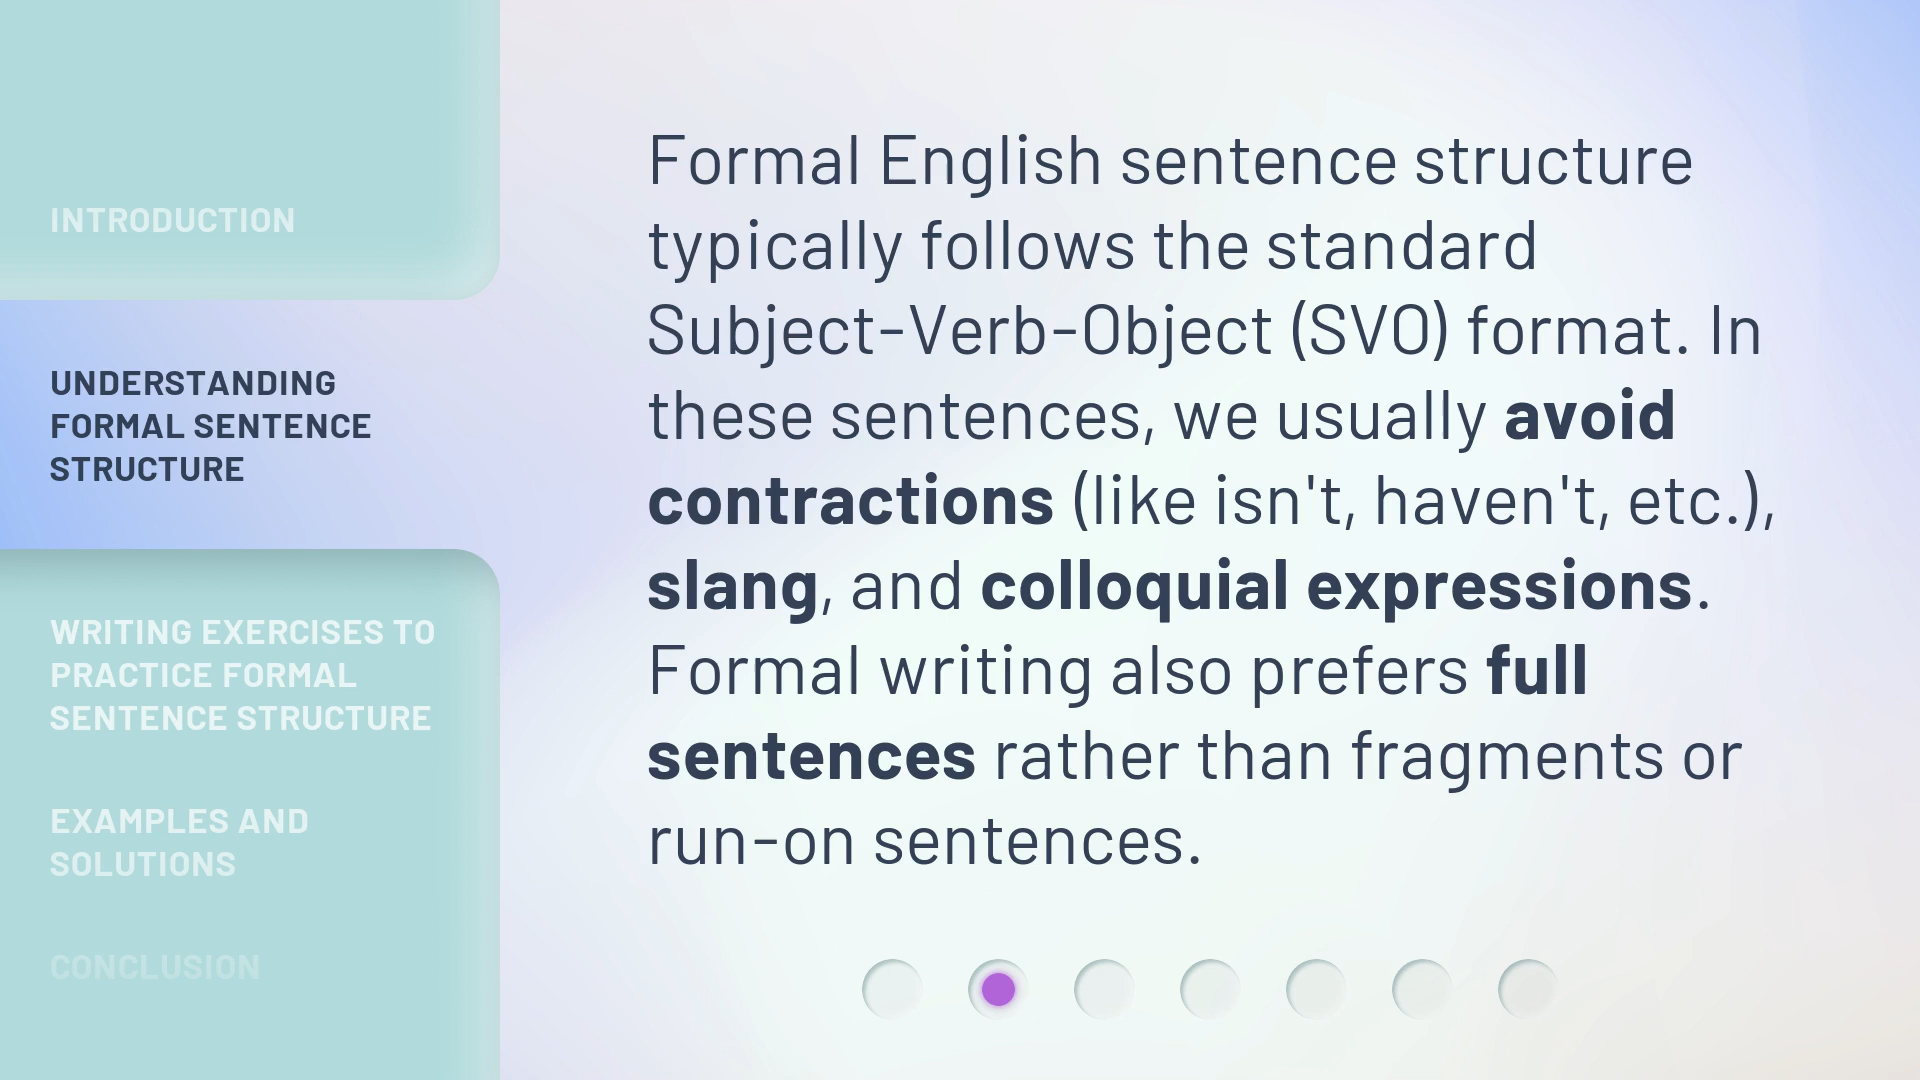 INTRODUCTION
UNDERSTANDING
FORMAL SENTENCE
STRUCTURE
WRITING EXERCISES TO
PRACTICE FORMAL
SENTENCE STRUCTURE
EXAMPLES AND
SOLUTIONS
CONCLUSION
Formal English sentence structure
typically follows the standard
Subject-Verb-Object (SVO) format. In
these sentences, we usually avoid
contractions (like isn't, haven't, etc.),
slang, and colloquial expressions.
Formal writing also prefers full
sentences rather than fragments or
run-on sentences.